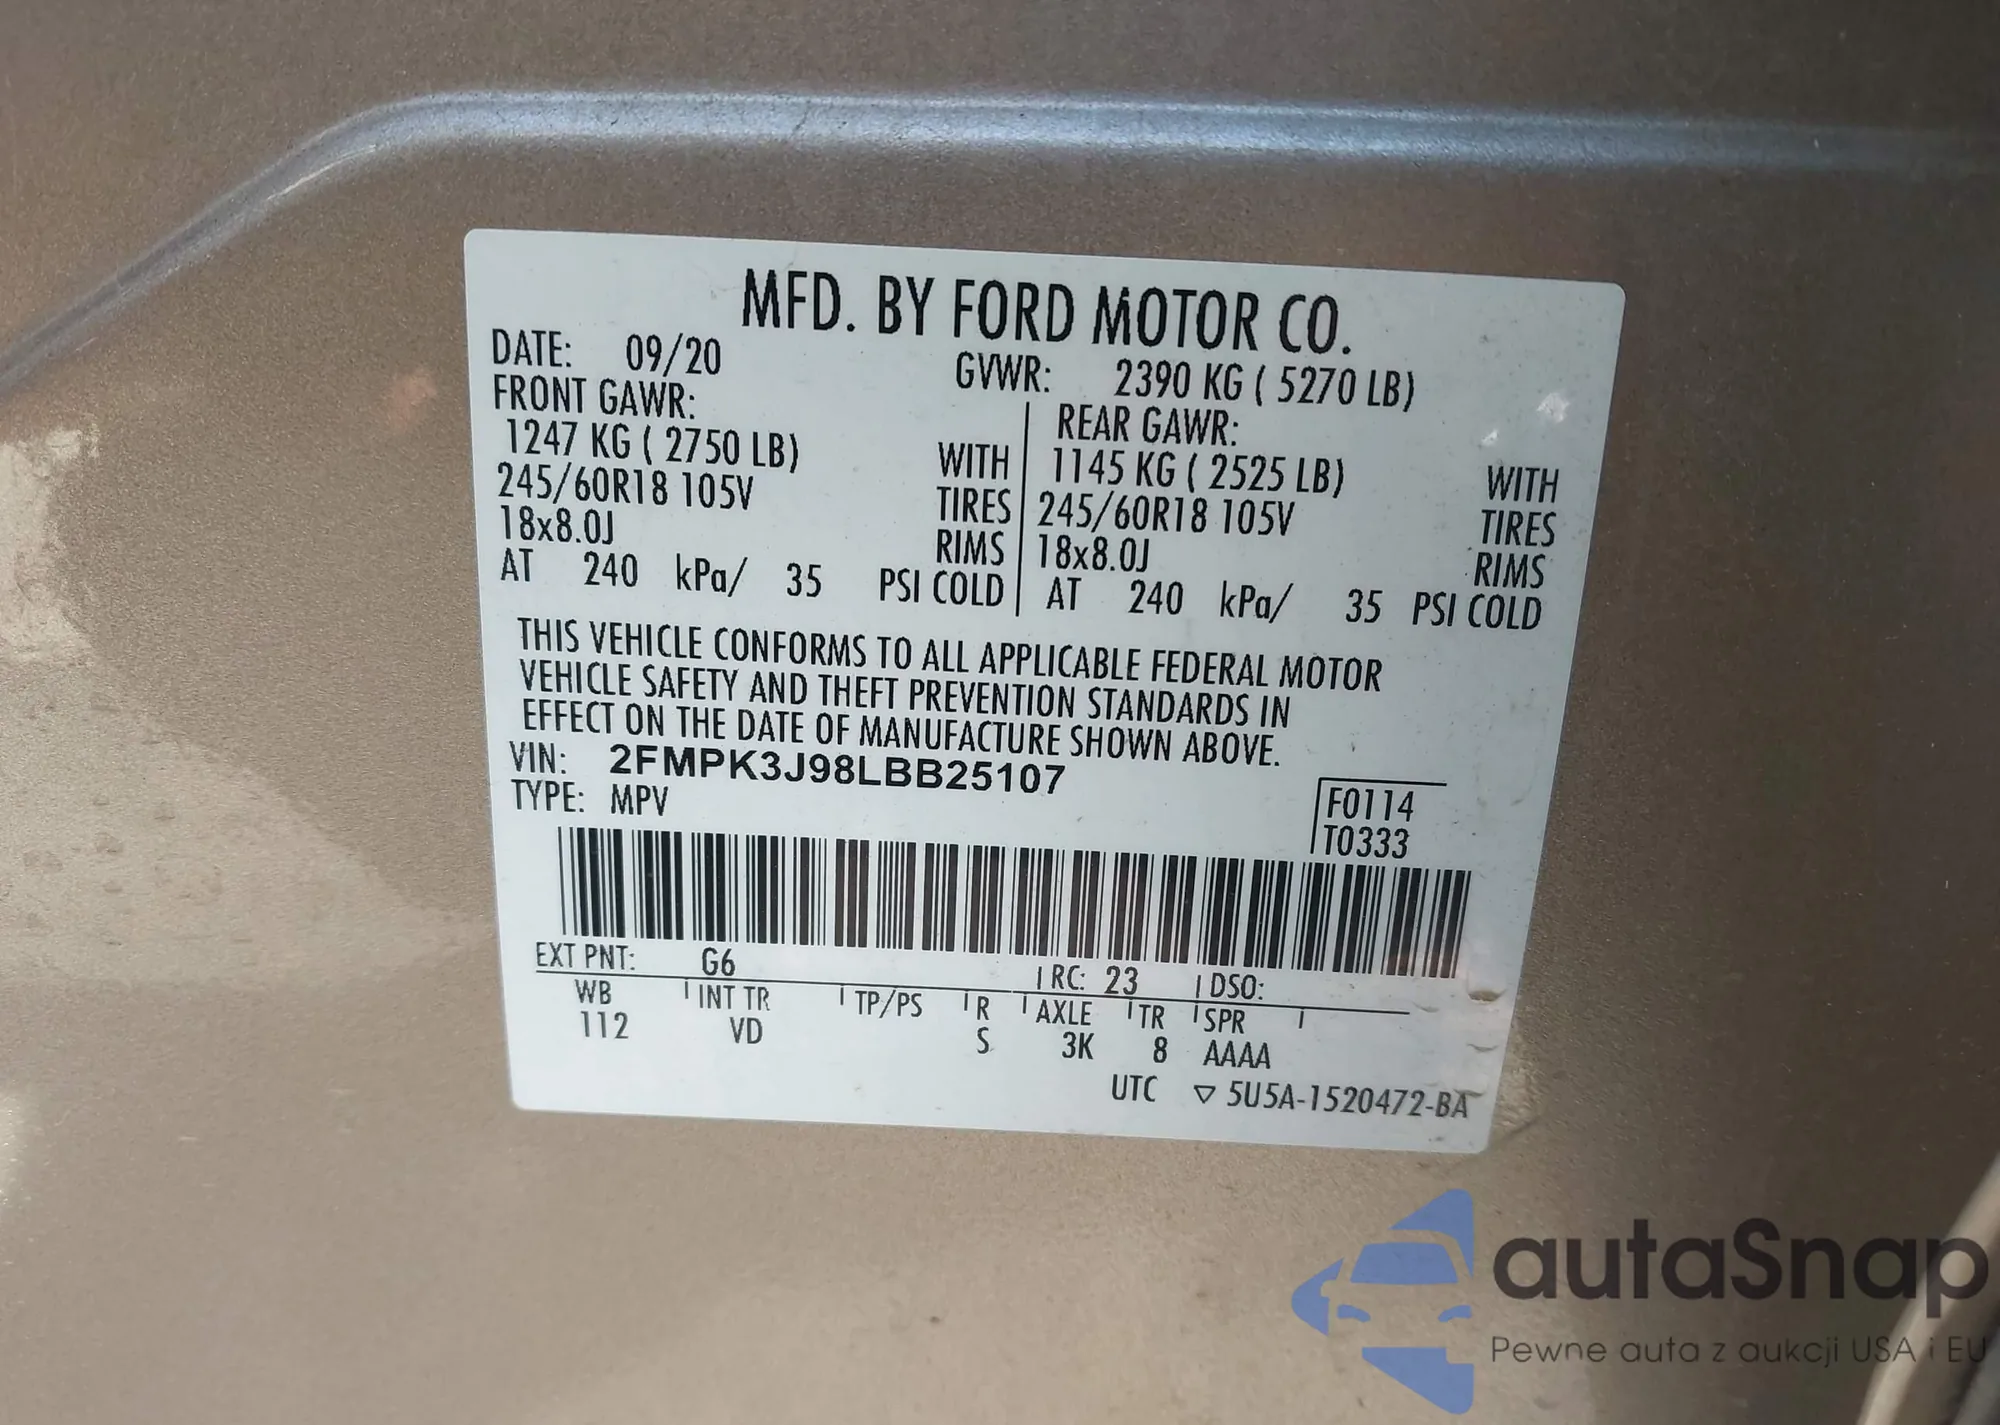 MFD. BY FORD MOTOR CO.
DATE: 09/20 GVWR: 2390 KG ( 5270 LB)
FRONT GAWR: REAR GAWR:
1247 KG ( 2750 LB) WITH 1145 KG ( 2525 LB) WITH
245/60R18 105V TIRES 245/60R18 105V TIRES
18x8.0J RIMS 18x8.0J RIMS
AT 240 kPa/ 35 PSI COLD AT 240 kPa/ 35 PSI COLD
THIS VEHICLE CONFORMS TO ALL APPLICABLE FEDERAL MOTOR
VEHICLE SAFETY AND THEFT PREVENTION STANDARDS IN
EFFECT ON THE DATE OF MANUFACTURE SHOWN ABOVE.
VIN: 2FMPK3J98LBB25107
TYPE: MPV
F0114
T0333
EXT PNT: G6 RC: 23 DSO:
WB INT TR TP/PS R AXLE TR SPR
112 VD S 3K 8 AAAA
UTC ▽ 5U5A-1520472-BA
autaSnap
Pewne auta z aukcji USA i EU